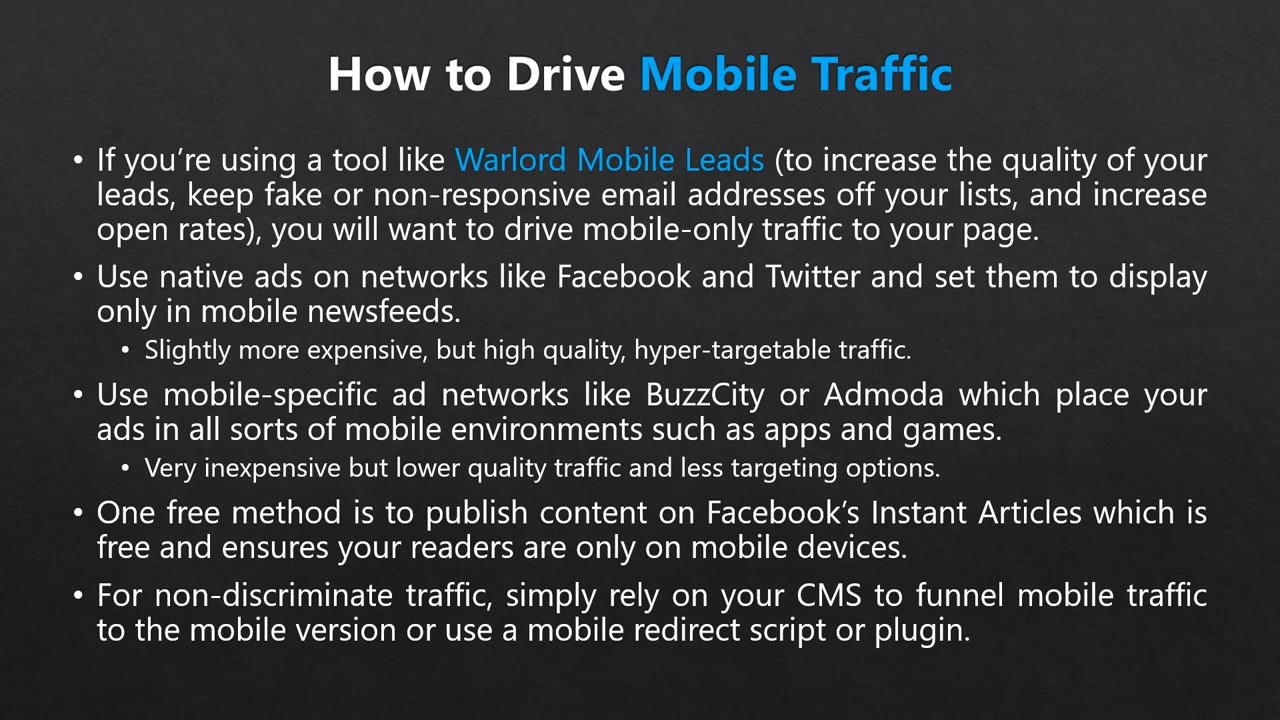 How to Drive Mobile Traffic
• If you’re using a tool like Warlord Mobile Leads (to increase the quality of your
leads, keep fake or non-responsive email addresses off your lists, and increase
open rates), you will want to drive mobile-only traffic to your page.
• Use native ads on networks like Facebook and Twitter and set them to display
only in mobile newsfeeds.
• Slightly more expensive, but high quality, hyper-targetable traffic.
• Use mobile-specific ad networks like BuzzCity or Admoda which place your
ads in all sorts of mobile environments such as apps and games.
• Very inexpensive but lower quality traffic and less targeting options.
• One free method is to publish content on Facebook’s Instant Articles which is
free and ensures your readers are only on mobile devices.
• For non-discriminate traffic, simply rely on your CMS to funnel mobile traffic
to the mobile version or use a mobile redirect script or plugin.